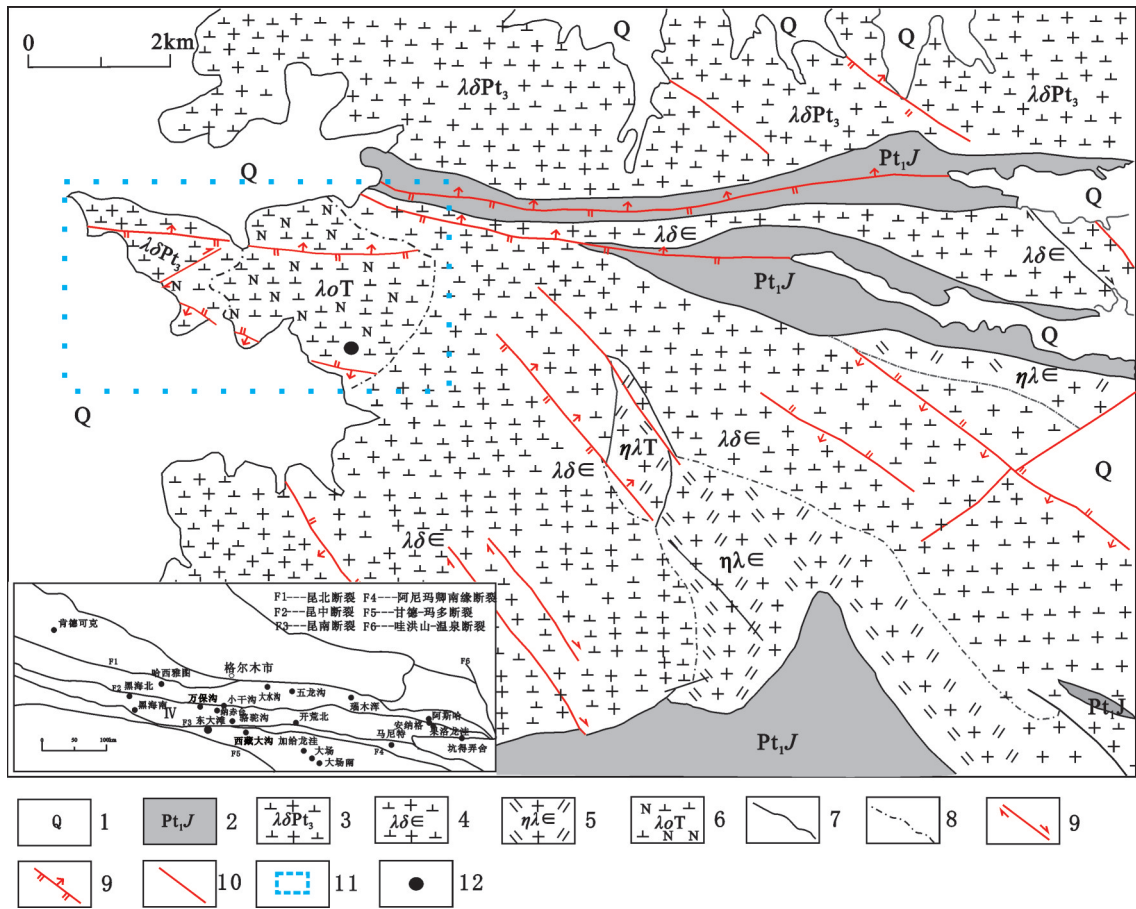 0 2km
Q Q Q
λδPt₃ λδPt₃ λδPt₃
Pt₁J
Q Q
λδPt₃ λδ∈ λδ∈
λοT Pt₁J
Q
ηλ∈
Q
ηλT λδ∈
λδ∈ Q
λδ∈ ηλ∈
Pt₁J
Pt₁J
F1---昆北断裂 F4---阿尼玛卿南缘断裂
F2---昆中断裂 F5---甘德-玛多断裂
F3---昆南断裂 F6---哇洪山-温泉断裂
肯德可克
F1 哈西雅图 格尔木市 F6
F2 黑海北 万保沟 小干沟 大水沟 五龙沟
黑海南 IV 纳赤台 瑙木浑 阿斯哈
F3 东大滩 骆驼沟 开荒北 安纳格 果洛龙洼
西藏大沟 加给龙洼 马尼特 坑得弄舍
F5 大场 F4
大场南
0 50 100km
Q 1 Pt₁J 2 λδPt₃ 3 λδ∈ 4 ηλ∈ 5 N λοT N N 6 7 8 9
9 10 11 12